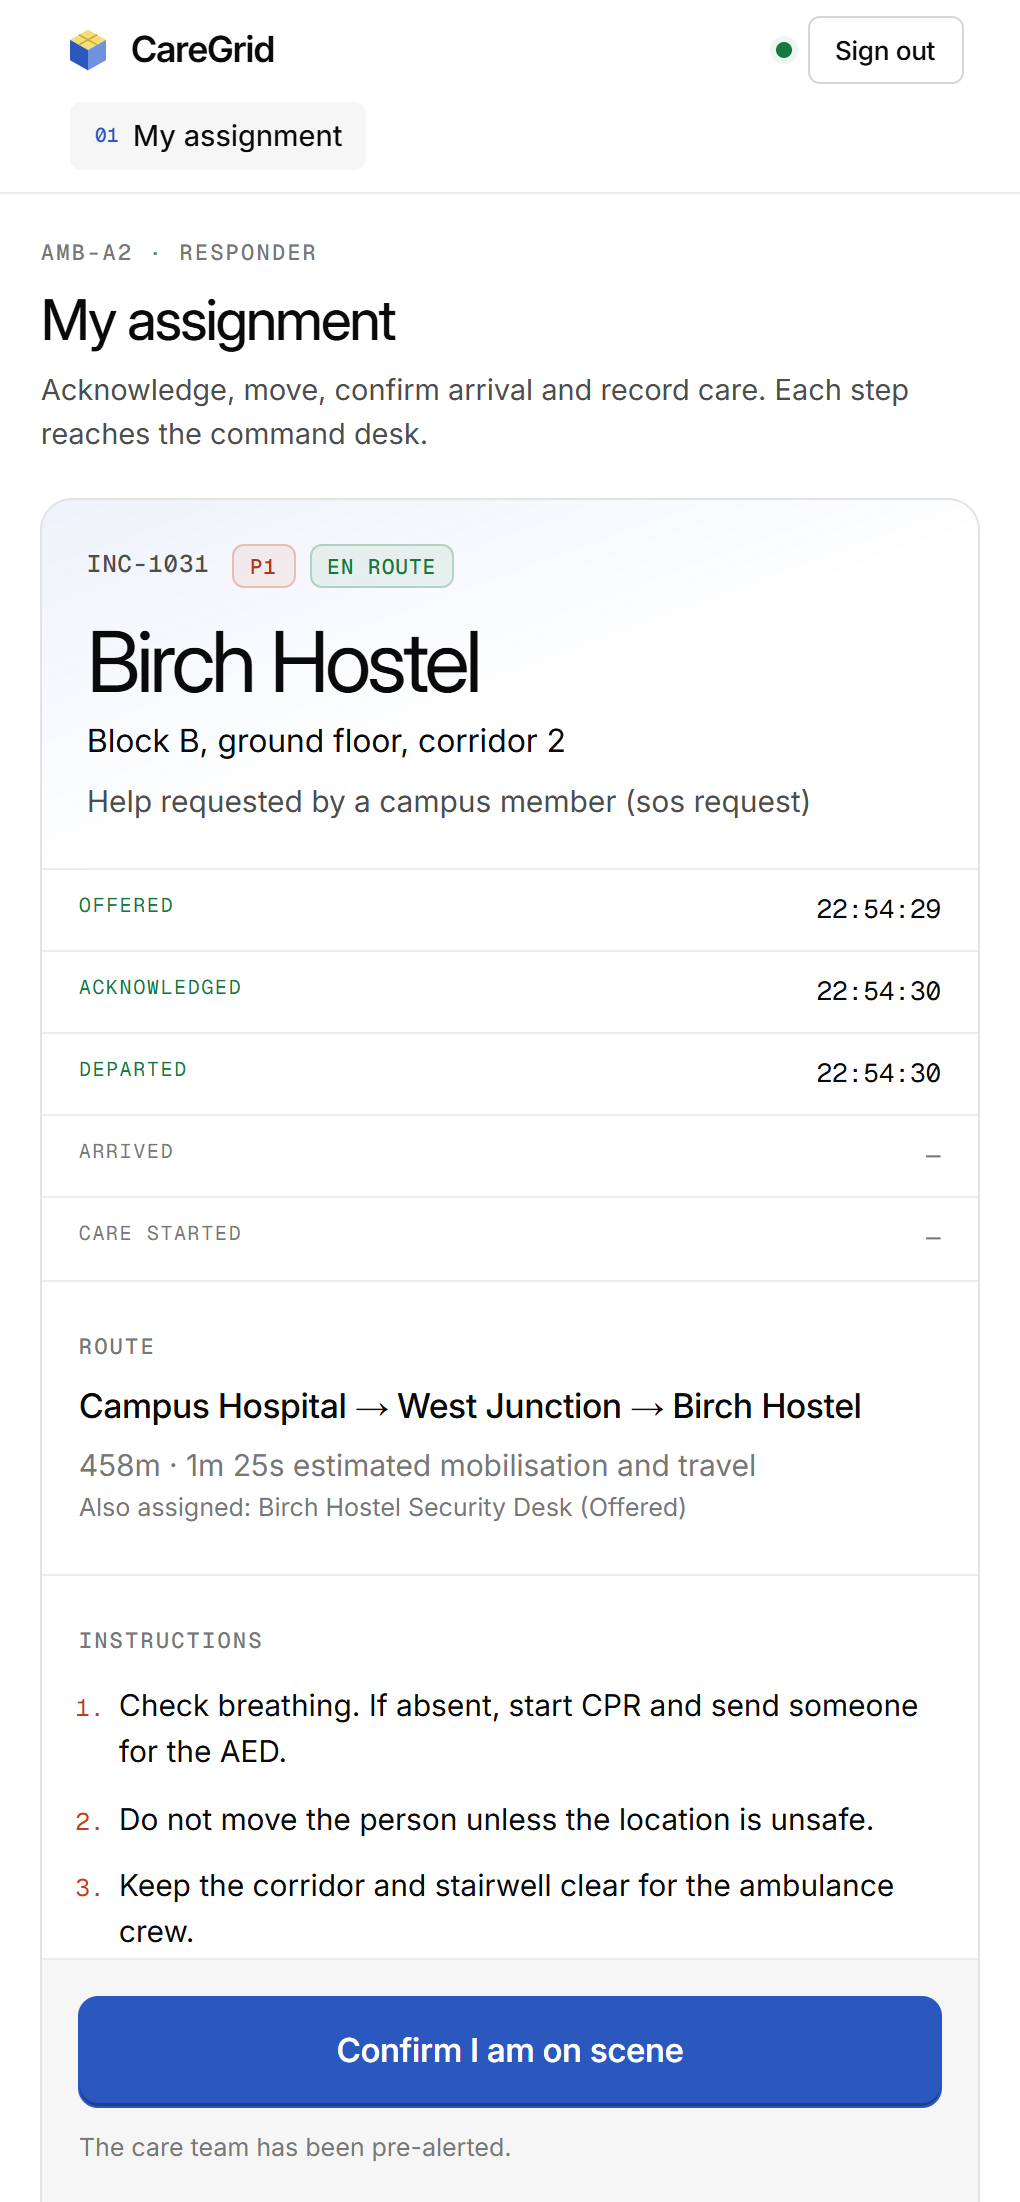 CareGrid
Sign out
01 My assignment
AMB-A2 · RESPONDER
My assignment
Acknowledge, move, confirm arrival and record care. Each step
reaches the command desk.
INC-1031 P1 EN ROUTE
Birch Hostel
Block B, ground floor, corridor 2
Help requested by a campus member (sos request)
OFFERED 22:54:29
ACKNOWLEDGED 22:54:30
DEPARTED 22:54:30
ARRIVED —
CARE STARTED —
ROUTE
Campus Hospital → West Junction → Birch Hostel
458m · 1m 25s estimated mobilisation and travel
Also assigned: Birch Hostel Security Desk (Offered)
INSTRUCTIONS
1. Check breathing. If absent, start CPR and send someone
for the AED.
2. Do not move the person unless the location is unsafe.
3. Keep the corridor and stairwell clear for the ambulance
crew.
Confirm I am on scene
The care team has been pre-alerted.